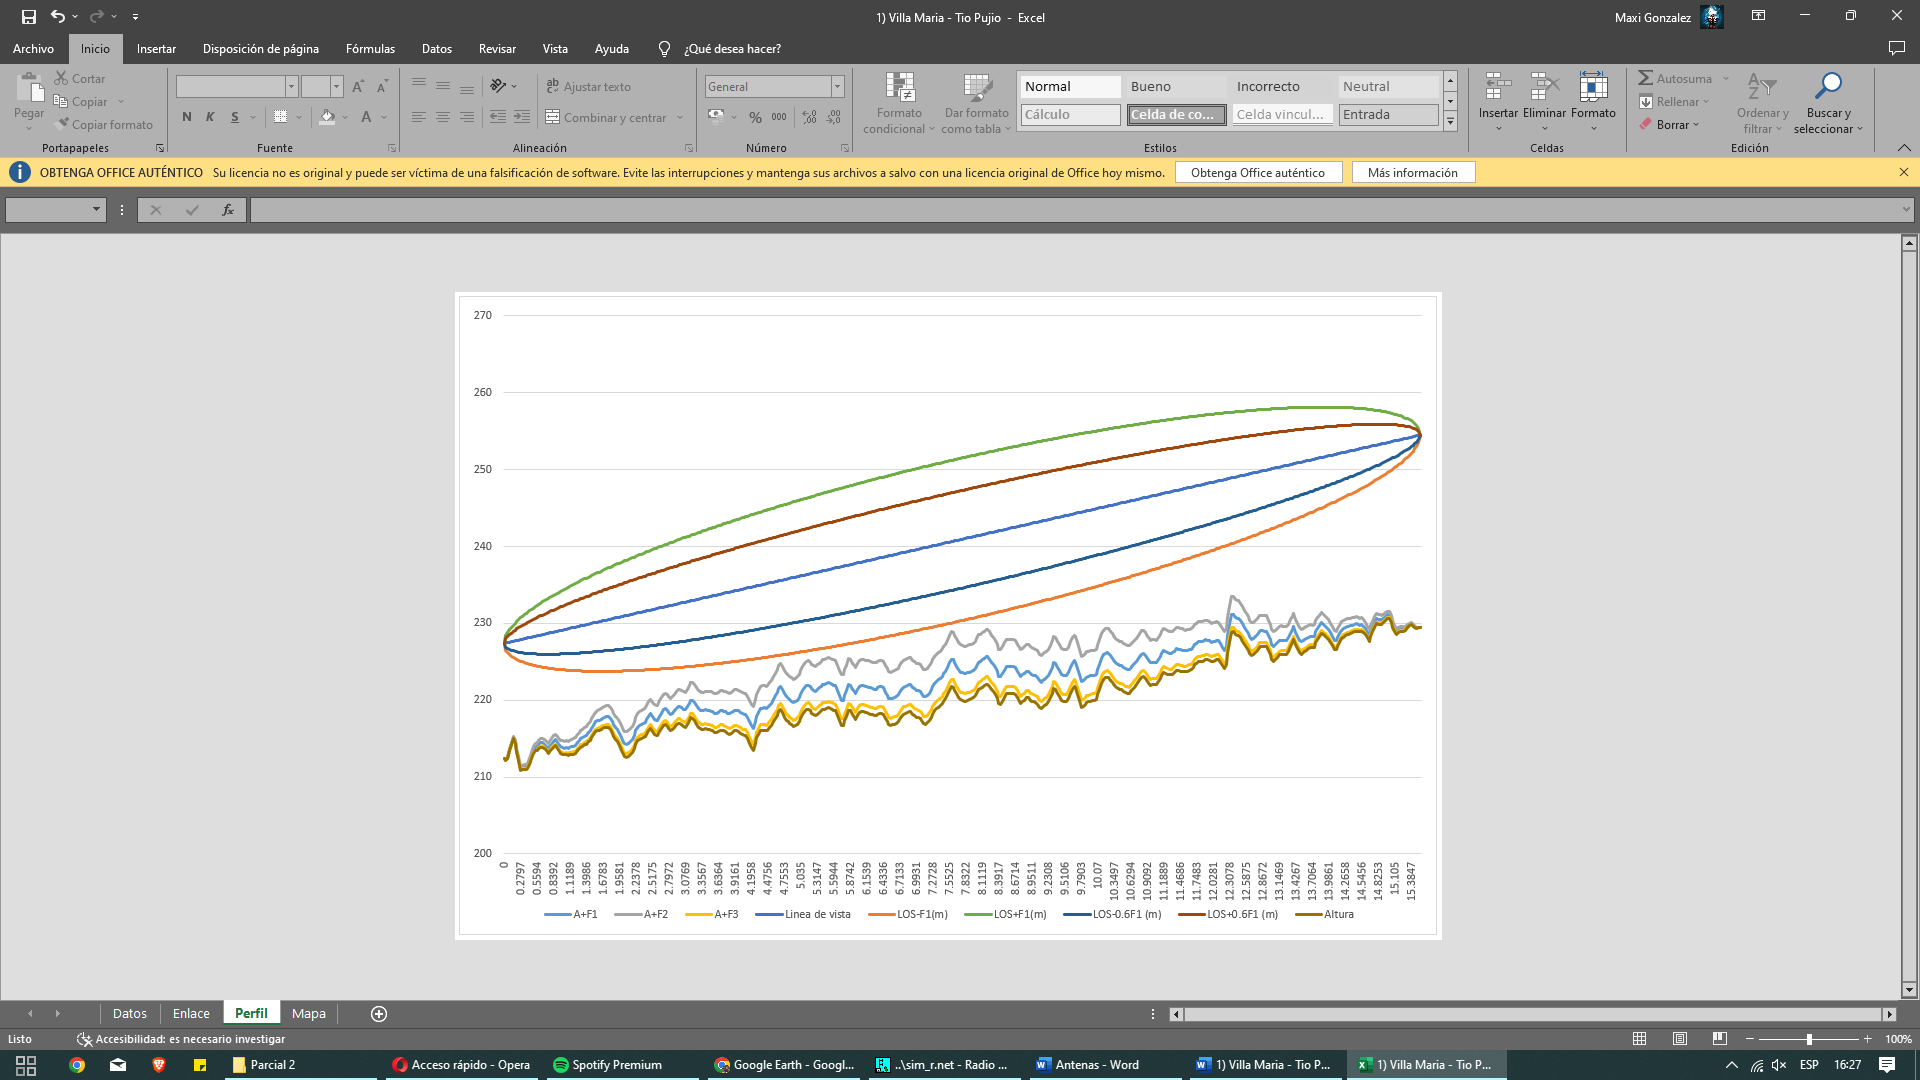 1) Villa Maria - Tio Pujio - Excel
Maxi Gonzalez
Archivo Inicio Insertar Disposición de página Fórmulas Datos Revisar Vista Ayuda ¿Qué desea hacer?
Pegar
Cortar
Copiar
Copiar formato
Portapapeles
N K S
Fuente
Ajustar texto
Combinar y centrar
Alineación
General
% 000
Número
Formato condicional
Dar formato como tabla
Normal Bueno Incorrecto Neutral
Cálculo Celda de co... Celda vincul... Entrada
Estilos
Insertar Eliminar Formato
Celdas
Autosuma
Rellenar
Borrar
Ordenar y filtrar
Buscar y seleccionar
Edición
OBTENGA OFFICE AUTÉNTICO Su licencia no es original y puede ser víctima de una falsificación de software. Evite las interrupciones y mantenga sus archivos a salvo con una licencia original de Office hoy mismo. Obtenga Office auténtico Más información
fx
270
260
250
240
230
220
210
200
0 0.2797 0.5594 0.8392 1.1189 1.3986 1.6783 1.9581 2.2378 2.5175 2.7972 3.0769 3.3567 3.6364 3.9161 4.1958 4.4756 4.7553 5.035 5.3147 5.5944 5.8742 6.1539 6.4336 6.7133 6.9931 7.2728 7.5525 7.8322 8.1119 8.3917 8.6714 8.9511 9.2308 9.5106 9.7903 10.07 10.3497 10.6294 10.9092 11.1889 11.4686 11.7483 12.0281 12.3078 12.5875 12.8672 13.1469 13.4267 13.7064 13.9861 14.2658 14.5456 14.8253 15.105 15.3847
A+F1 A+F2 A+F3 Linea de vista LOS-F1(m) LOS+F1(m) LOS-0.6F1 (m) LOS+0.6F1 (m) Altura
Datos Enlace Perfil Mapa
Listo Accesibilidad: es necesario investigar 100%
Parcial 2 Acceso rápido - Opera Spotify Premium Google Earth - Googl... ..\sim_r.net - Radio ... Antenas - Word 1) Villa Maria - Tio P... 1) Villa Maria - Tio P... ESP 16:27